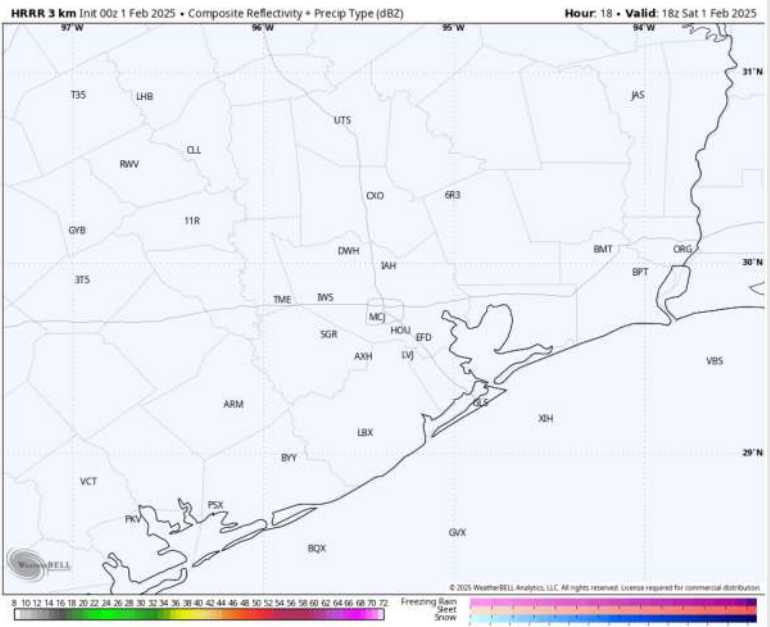 HRRR 3 km Init 00z 1 Feb 2025 • Composite Reflectivity + Precip Type (dBZ) Hour: 18 • Valid: 18z Sat 1 Feb 2025
97°W 96°W 95°W 94°W
31°N
T35 LHB JAS
UTS
CLL
RWV
CXO 6R3
11R
GYB
DWH BMT ORG
IAH 30°N
BPT
3T5
TME IWS
MCJ
SGR HOU EFD
AXH LVJ
VBS
ARM GLS
XIH
LBX
29°N
BYY
VCT
PSX
PKV
GVX
BQX
WeatherBELL
© 2025 WeatherBELL Analytics, LLC. All rights reserved. License required for commercial distribution.
8 10 12 14 16 18 20 22 24 26 28 30 32 34 36 38 40 42 44 46 48 50 52 54 56 58 60 62 64 66 68 70 72
Freezing Rain
Sleet
Snow